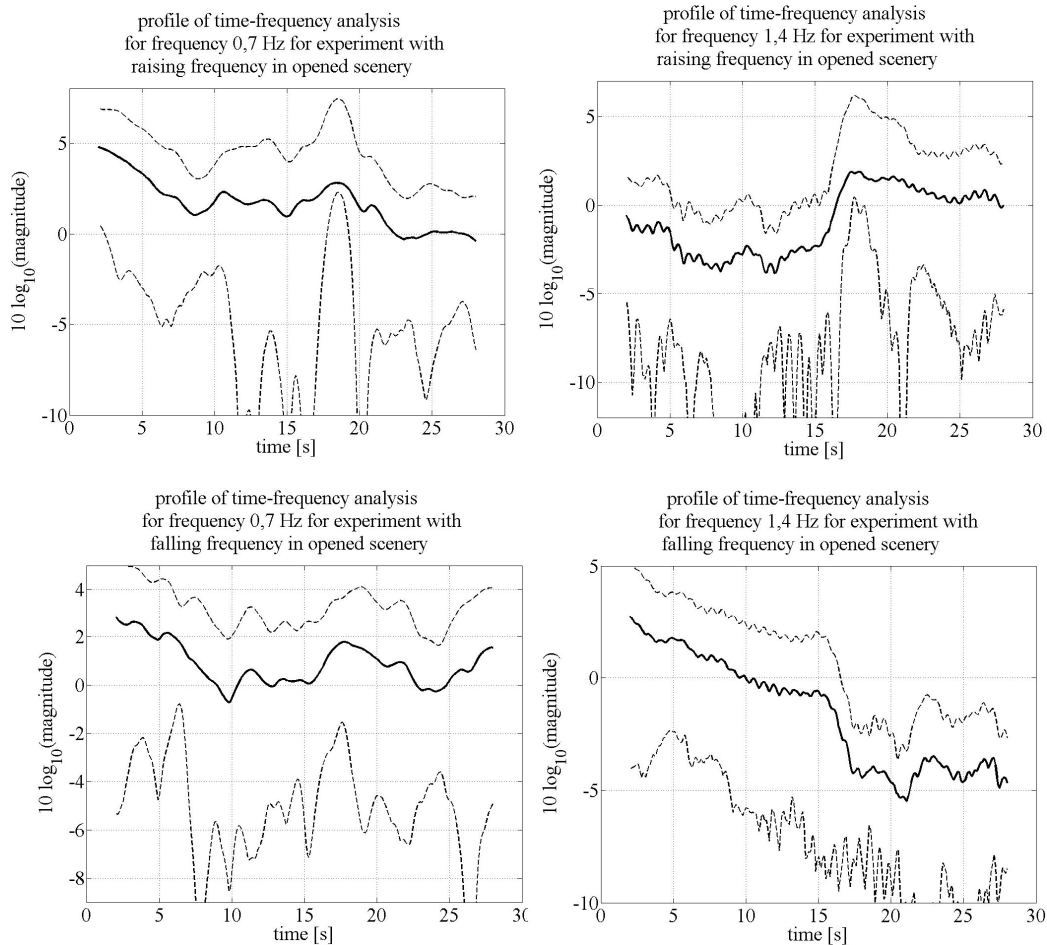 profile of time-frequency analysis
for frequency 0,7 Hz for experiment with
raising frequency in opened scenery
10 log10(magnitude)
5
0
-5
-10
0 5 10 15 20 25 30
time [s]
profile of time-frequency analysis
for frequency 1,4 Hz for experiment with
raising frequency in opened scenery
10 log10(magnitude)
5
0
-5
-10
0 5 10 15 20 25 30
time [s]
profile of time-frequency analysis
for frequency 0,7 Hz for experiment with
falling frequency in opened scenery
10 log10(magnitude)
4
2
0
-2
-4
-6
-8
0 5 10 15 20 25 30
time [s]
profile of time-frequency analysis
for frequency 1,4 Hz for experiment with
falling frequency in opened scenery
10 log10(magnitude)
5
0
-5
-10
0 5 10 15 20 25 30
time [s]